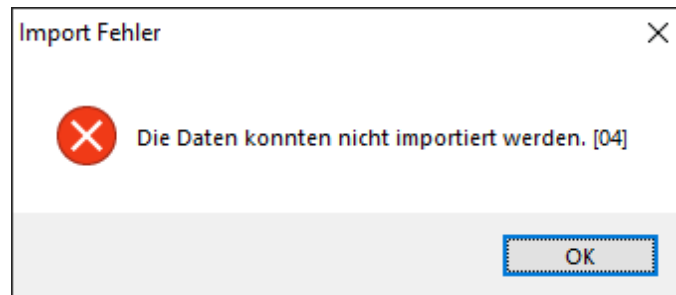 Import Fehler
Die Daten konnten nicht importiert werden. [04]
OK